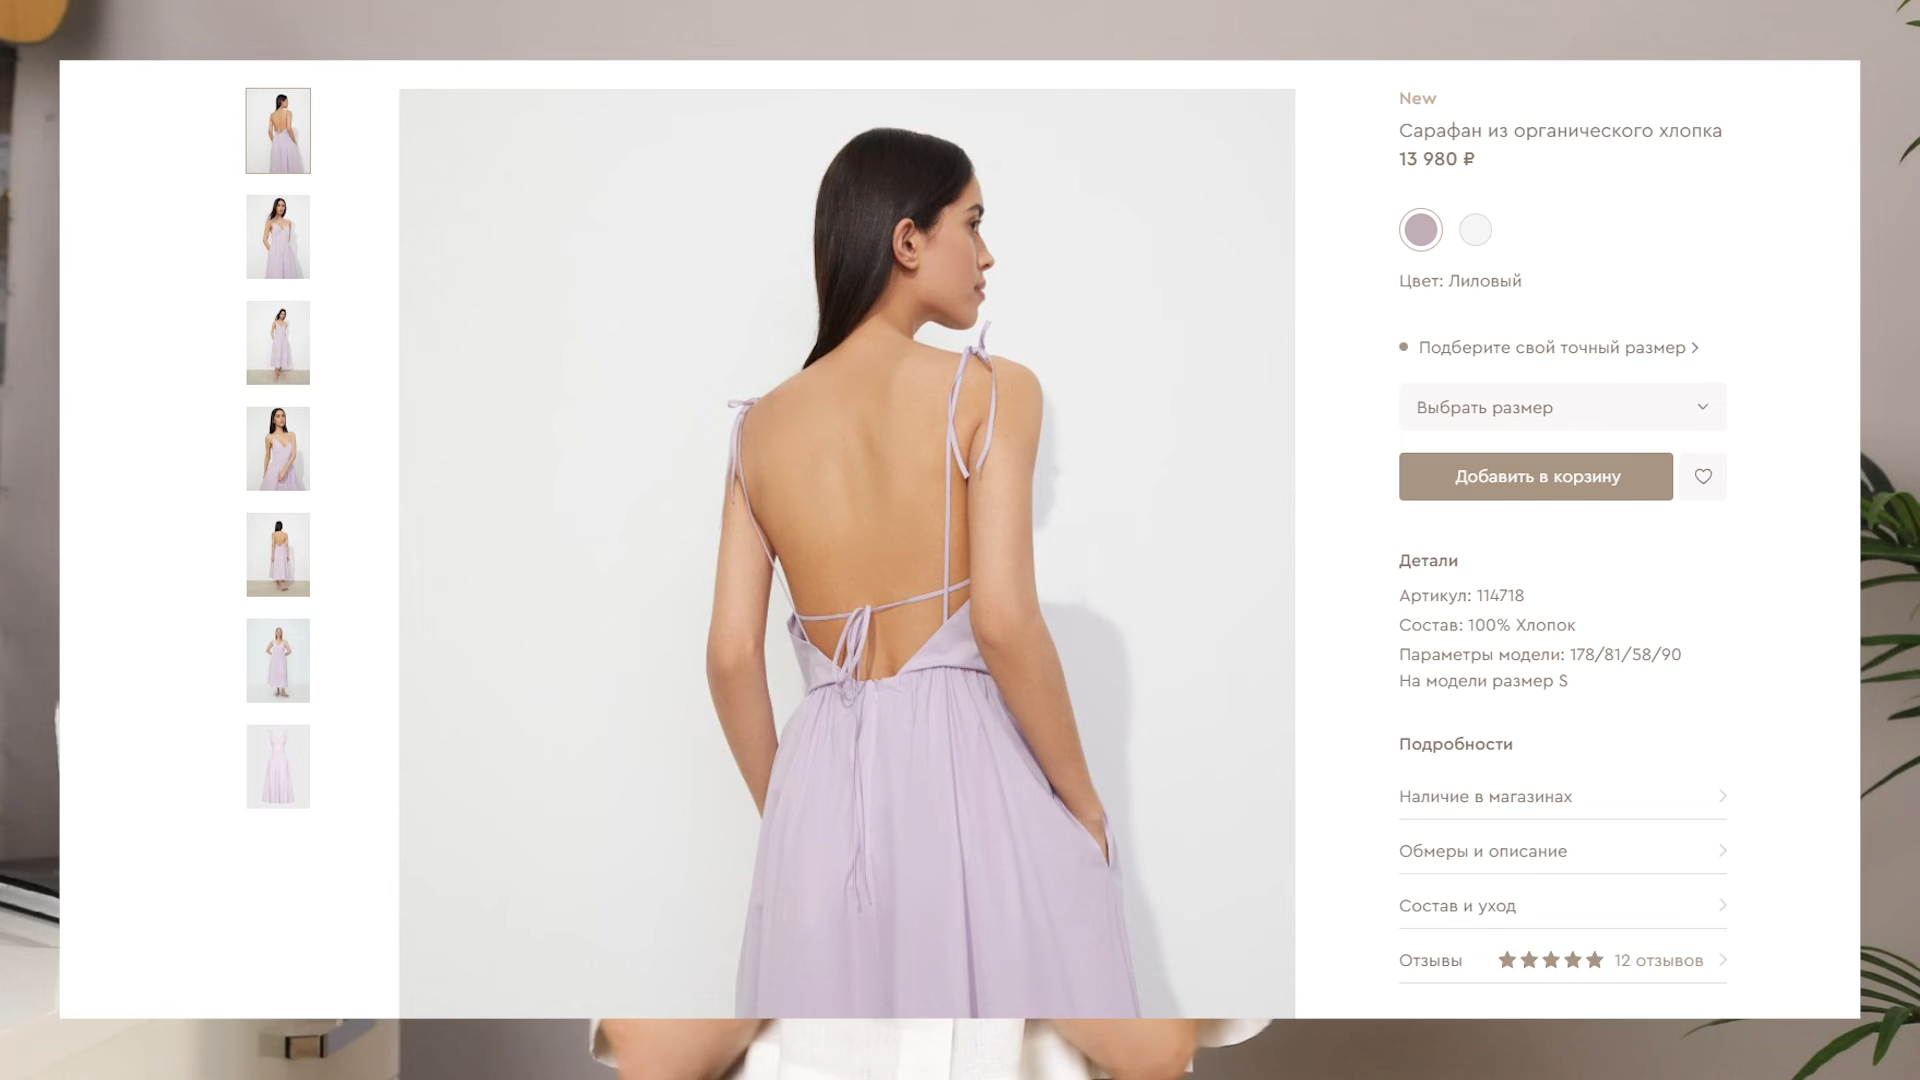 New
Сарафан из органического хлопка
13 980 ₽
Цвет: Лиловый
Подберите свой точный размер
Выбрать размер
Добавить в корзину
Детали
Артикул: 114718
Состав: 100% Хлопок
Параметры модели: 178/81/58/90
На модели размер S
Подробности
Наличие в магазинах
Обмеры и описание
Состав и уход
Отзывы 12 отзывов